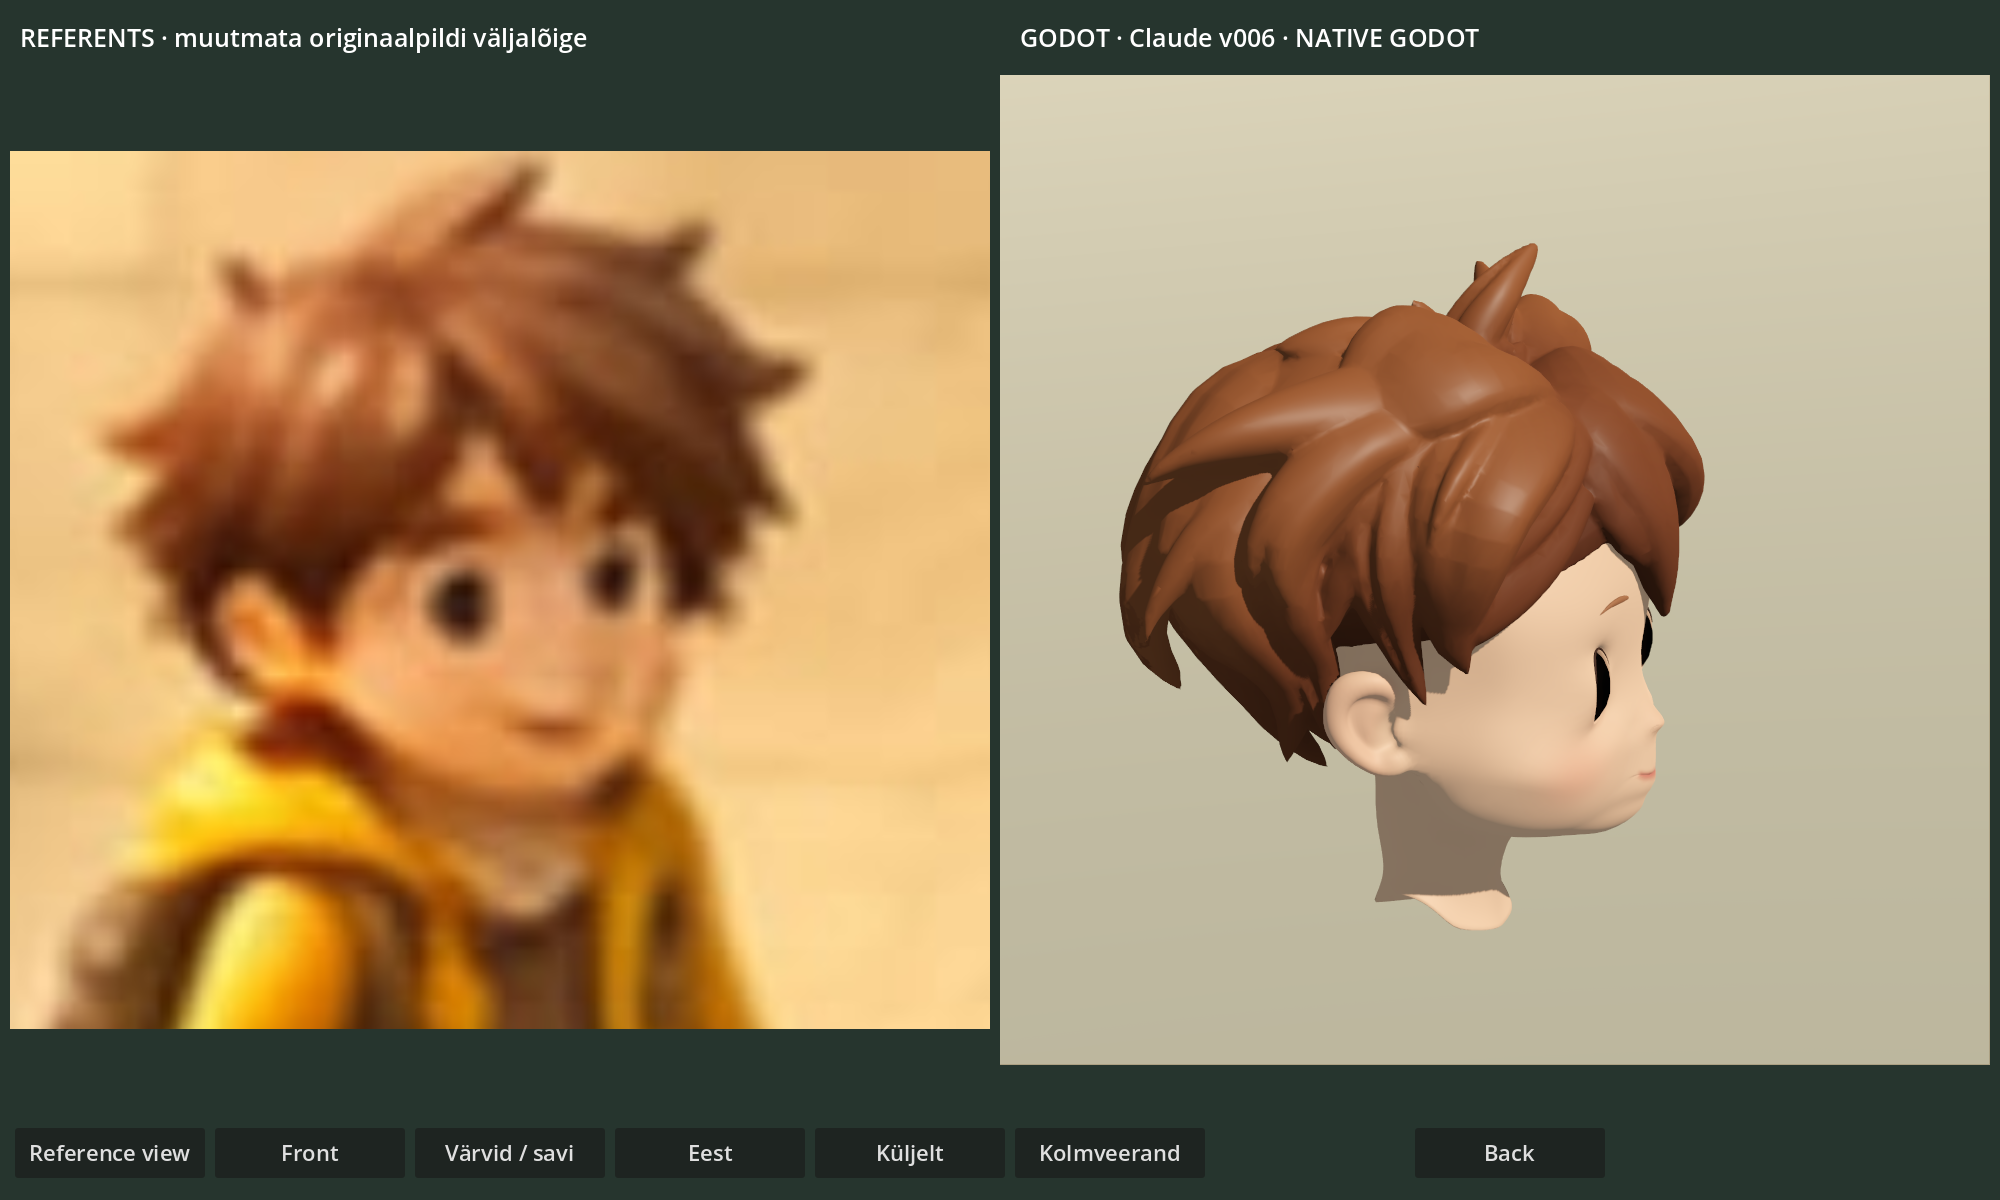 REFERENTS · muutmata originaalpildi väljalõige
GODOT · Claude v006 · NATIVE GODOT
Reference view
Front
Värvid / savi
Eest
Küljelt
Kolmveerand
Back